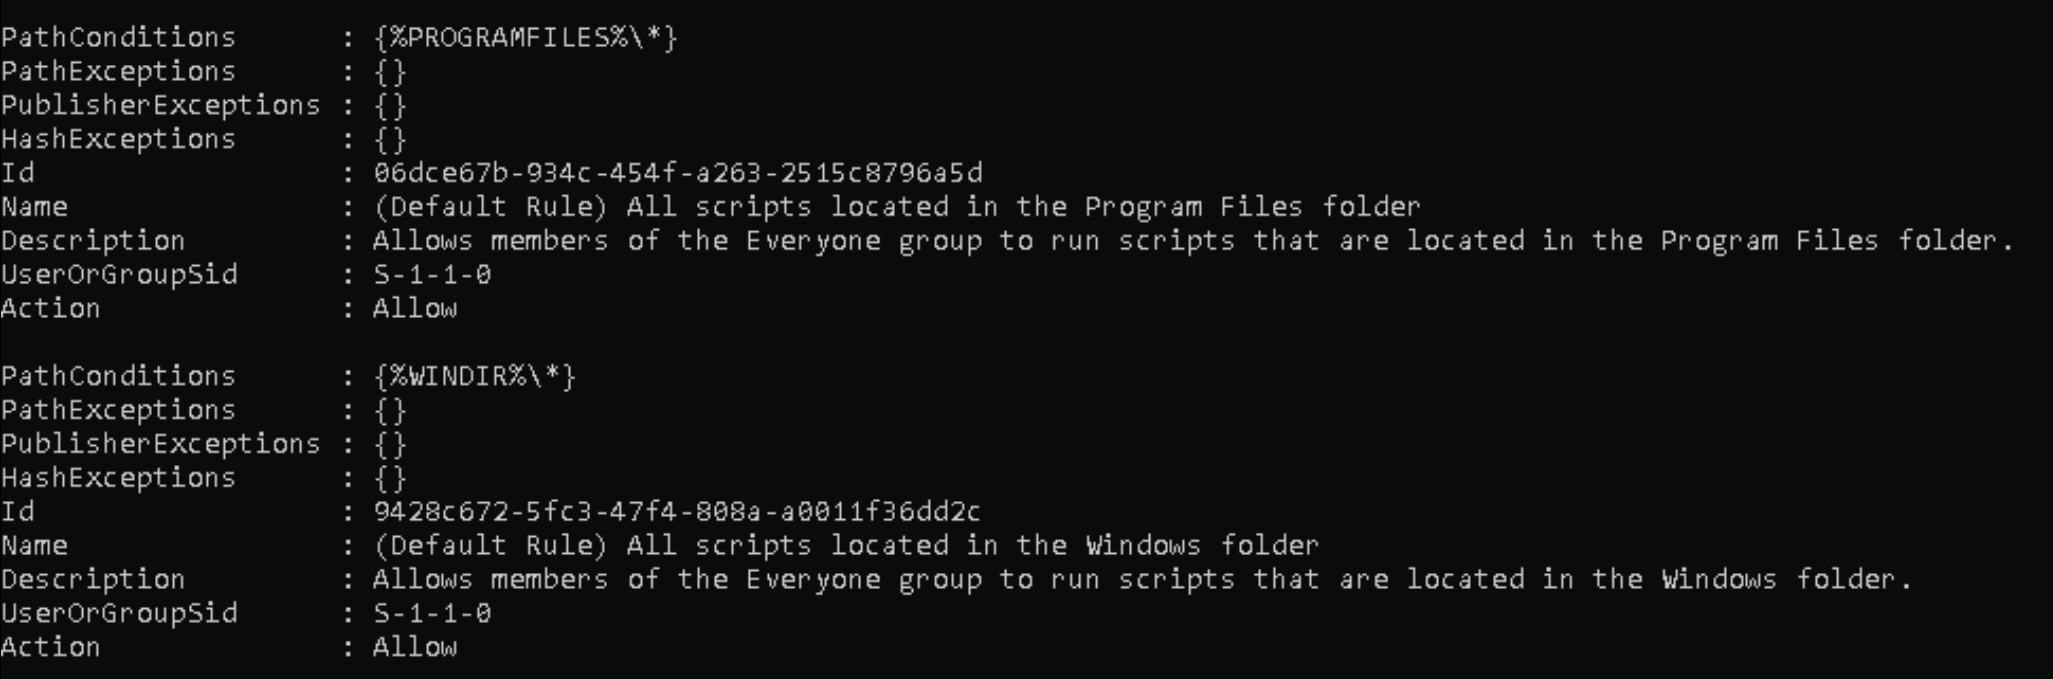 PathConditions      : {%PROGRAMFILES%\*}
PathExceptions      : {}
PublisherExceptions : {}
HashExceptions      : {}
Id                  : 06dce67b-934c-454f-a263-2515c8796a5d
Name                : (Default Rule) All scripts located in the Program Files folder
Description         : Allows members of the Everyone group to run scripts that are located in the Program Files folder.
UserOrGroupSid      : S-1-1-0
Action              : Allow

PathConditions      : {%WINDIR%\*}
PathExceptions      : {}
PublisherExceptions : {}
HashExceptions      : {}
Id                  : 9428c672-5fc3-47f4-808a-a0011f36dd2c
Name                : (Default Rule) All scripts located in the Windows folder
Description         : Allows members of the Everyone group to run scripts that are located in the Windows folder.
UserOrGroupSid      : S-1-1-0
Action              : Allow